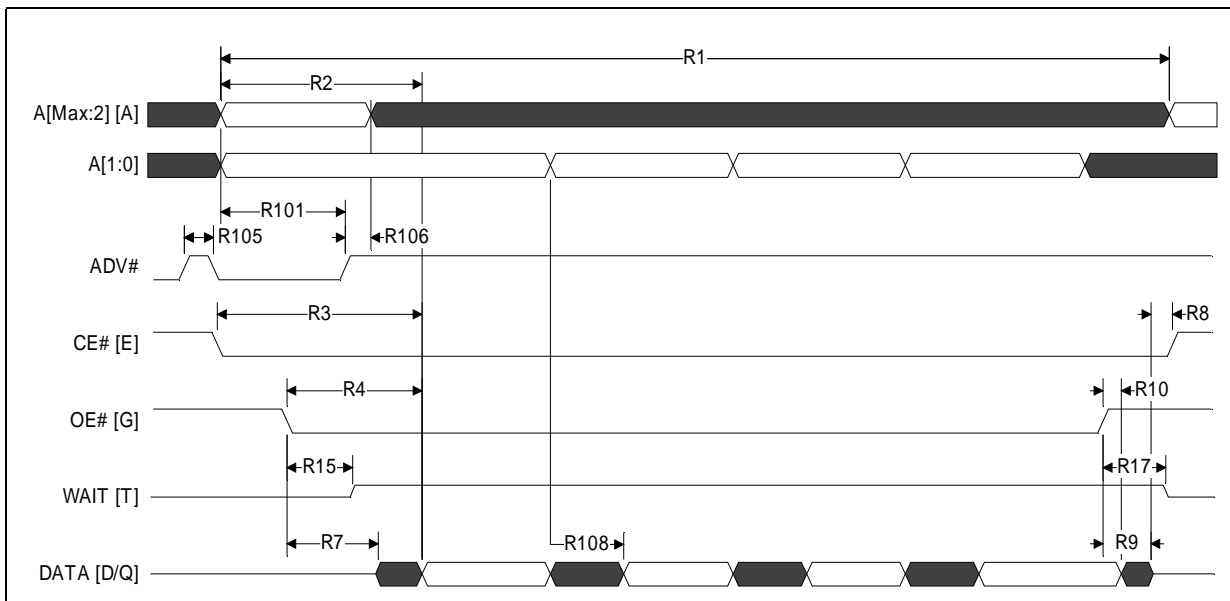 R1
R2
A[Max:2] [A]
A[1:0]
R101
R105
R106
ADV#
R3
R8
CE# [E]
R4
R10
OE# [G]
R15
R17
WAIT [T]
R7
R108
R9
DATA [D/Q]